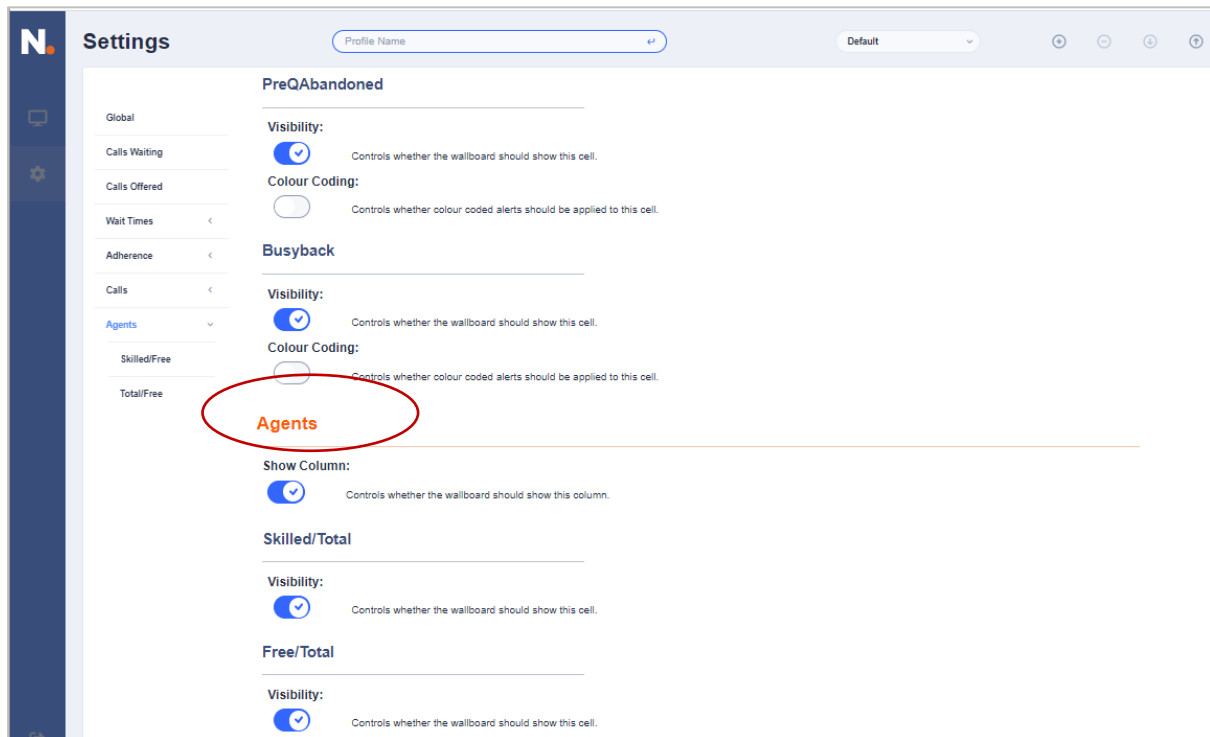 N.
Settings
Profile Name
Default
Global
Calls Waiting
Calls Offered
Wait Times
Adherence
Calls
Agents
Skilled/Free
Total/Free
PreQAbandoned
Visibility:
Controls whether the wallboard should show this cell.
Colour Coding:
Controls whether colour coded alerts should be applied to this cell.
Busyback
Visibility:
Controls whether the wallboard should show this cell.
Colour Coding:
Controls whether colour coded alerts should be applied to this cell.
Agents
Show Column:
Controls whether the wallboard should show this column.
Skilled/Total
Visibility:
Controls whether the wallboard should show this cell.
Free/Total
Visibility:
Controls whether the wallboard should show this cell.